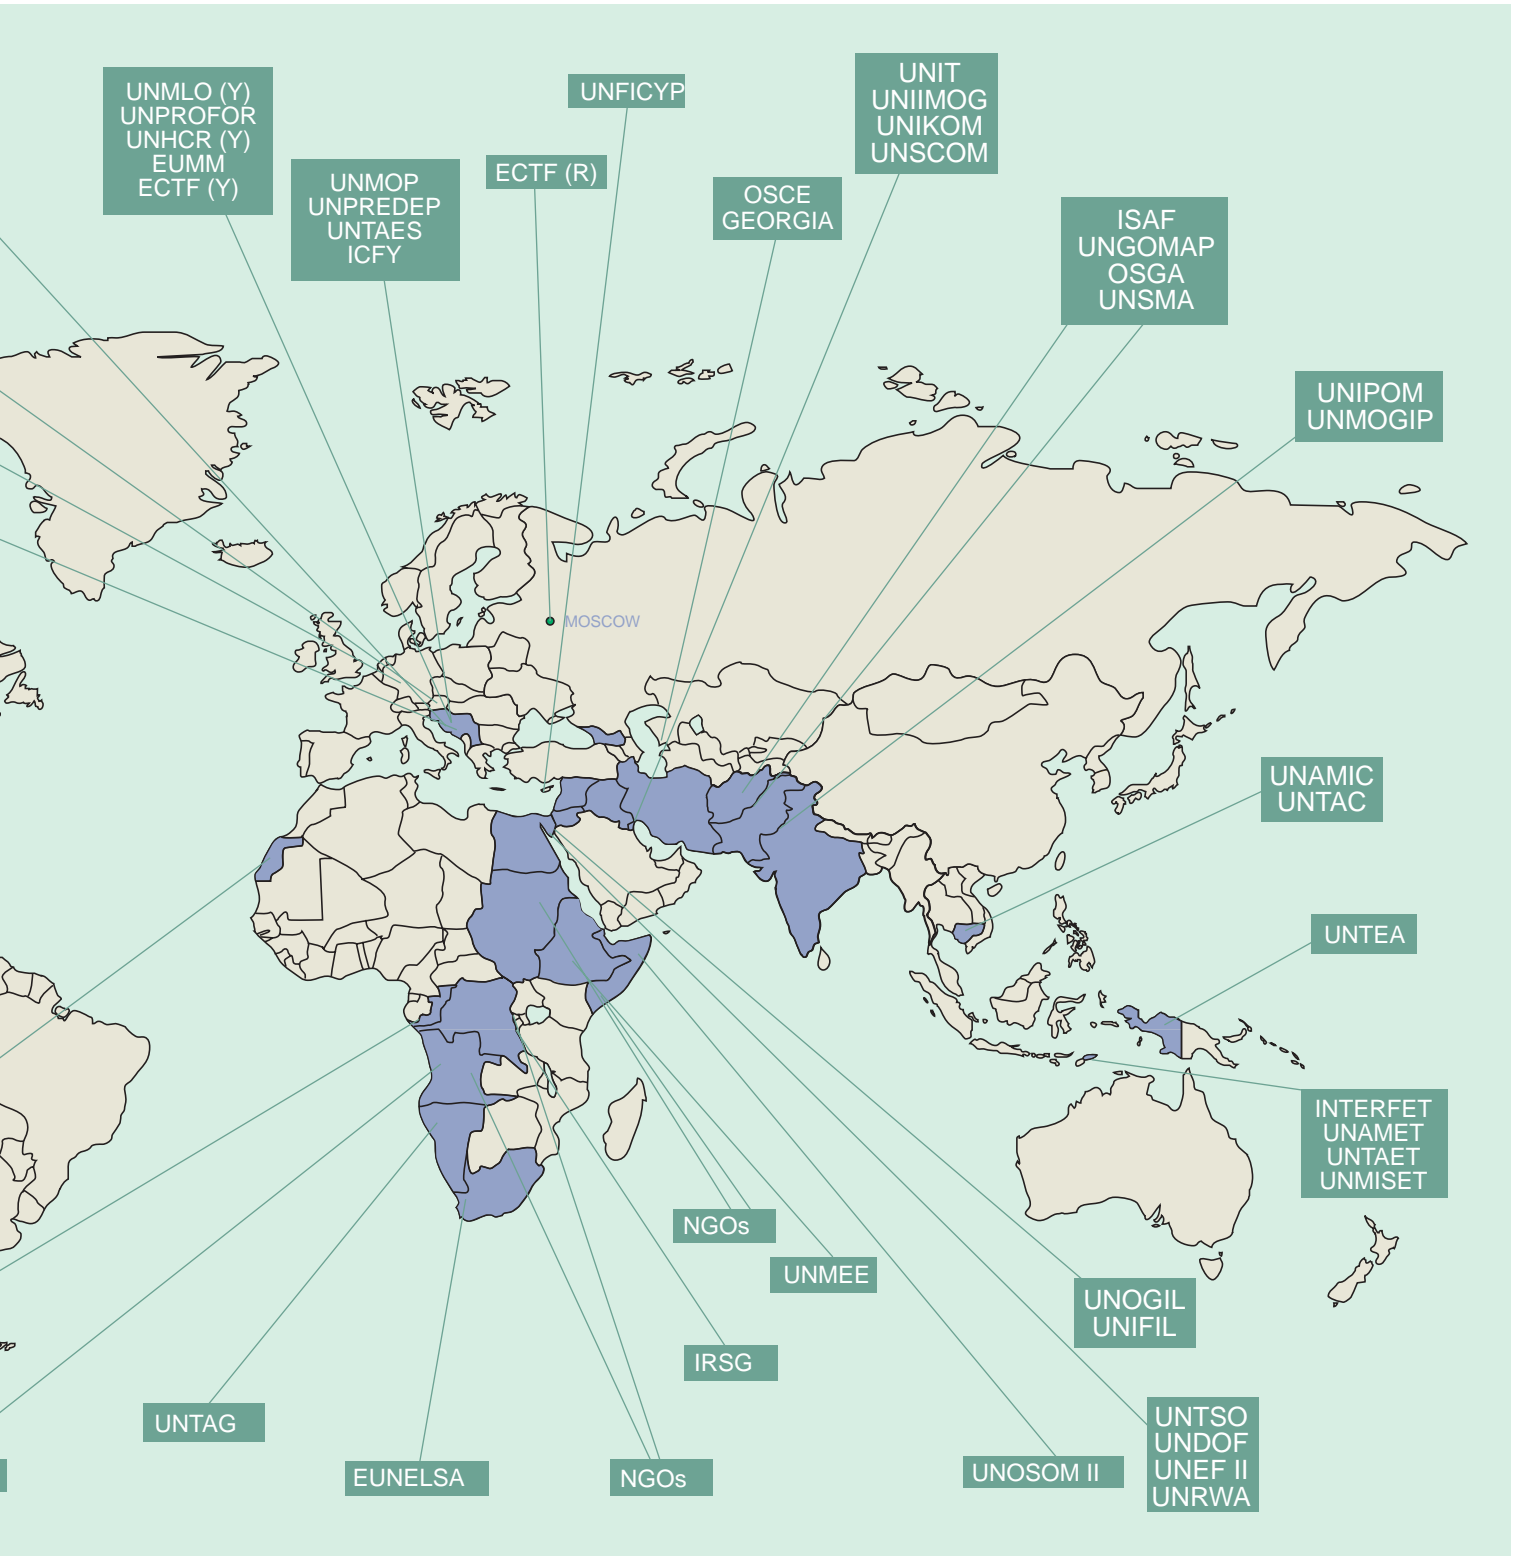 UNMLO (Y)
UNPROFOR
UNHCR (Y)
EUMM
ECTF (Y)
UNMOP
UNPREDEP
UNTAES
ICFY
ECTF (R)
UNFICYP
OSCE
GEORGIA
UNIT
UNIIMOG
UNIKOM
UNSCOM
ISAF
UNGOMAP
OSGA
UNSMA
UNIPOM
UNMOGIP
MOSCOW
UNAMIC
UNTAC
UNTEA
INTERFET
UNAMET
UNTAET
UNMISET
NGOs
UNMEE
UNOGIL
UNIFIL
IRSG
UNTAG
EUNELSA
NGOs
UNOSOM II
UNTSO
UNDOF
UNEF II
UNRWA